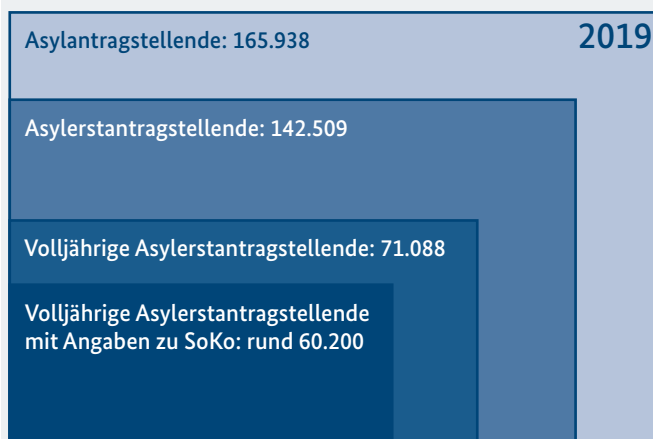 Asylantragstellende: 165.938
2019
Asylerstantragstellende: 142.509
Volljährige Asylerstantragstellende: 71.088
Volljährige Asylerstantragstellende
mit Angaben zu SoKo: rund 60.200